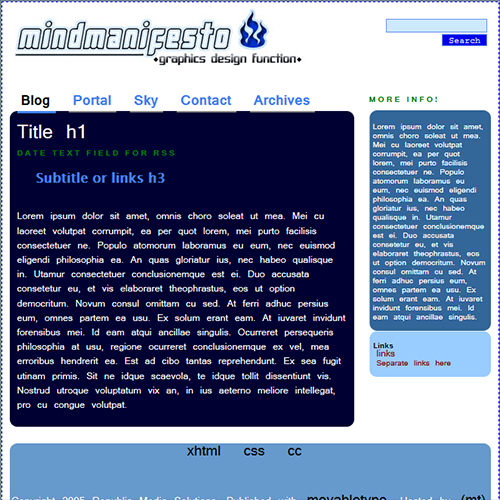 mindmanifesto
♦graphics design function♦
Search
Blog Portal Sky Contact Archives
MORE INFO!
Title h1
DATE TEXT FIELD FOR RSS
Subtitle or links h3
Lorem ipsum dolor sit amet, omnis choro soleat ut mea. Mei cu
laoreet volutpat corrumpit, ea per quot lorem, mei purto facilisis
consectetuer ne. Populo atomorum laboramus eu eum, nec euismod
eligendi philosophia ea. An quas gloriatur ius, nec habeo qualisque
in. Utamur consectetuer conclusionemque est ei. Duo accusata
consetetur eu, et vis elaboraret theophrastus, eos ut option
democritum. Novum consul omittam cu sed. At ferri adhuc persius
eum, omnes partem ea usu. Ex solum erant eam. At iuvaret invidunt
forensibus mei. Id eam atqui ancillae singulis. Ocurreret persequeris
philosophia at usu, regione ocurreret conclusionemque ex vel, mea
erroribus hendrerit ea. Est ad cibo tantas reprehendunt. Ex sea fugit
utinam primis. Sit ne idque scaevola, te idque tollit dissentiunt vis.
Nostrud utroque voluptatum vix an, in ius aeterno meliore intellegat,
pro cu congue volutpat.
Lorem ipsum dolor sit amet,
omnis choro soleat ut mea.
Mei cu laoreet volutpat
corrumpit, ea per quot
lorem, mei purto facilisis
consectetuer ne. Populo
atomorum laboramus eu
eum, nec euismod eligendi
philosophia ea. An quas
gloriatur ius, nec habeo
qualisque in. Utamur
consectetuer conclusionemque
est ei. Duo accusata
consetetur eu, et vis
elaboraret theophrastus, eos
ut option democritum. Novum
consul omittam cu sed. At
ferri adhuc persius eum,
omnes partem ea usu. Ex
solum erant eam. At iuvaret
invidunt forensibus mei. Id
eam atqui ancillae singulis.
Links
links
Separate links here
xhtml css cc
Copyright 2005 Republic Media Solutions. Published with movabletype. Hosted by (mt)